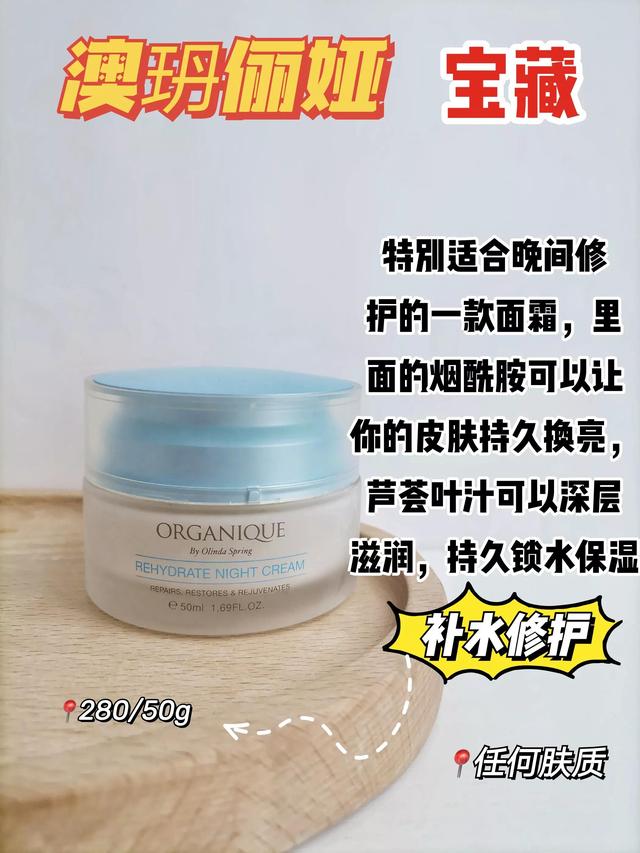 澳玬俪娅 宝藏
特别适合晚间修
护的一款面霜，里
面的烟酰胺可以让
你的皮肤持久换亮，
芦荟叶汁可以深层
滋润，持久锁水保湿
ORGANIQUE
By Olinda Spring
REHYDRATE NIGHT CREAM
REPAIRS, RESTORES & REJUVENATES
℮ 50ml 1.69FL.OZ.
补水修护
280/50g
任何肤质